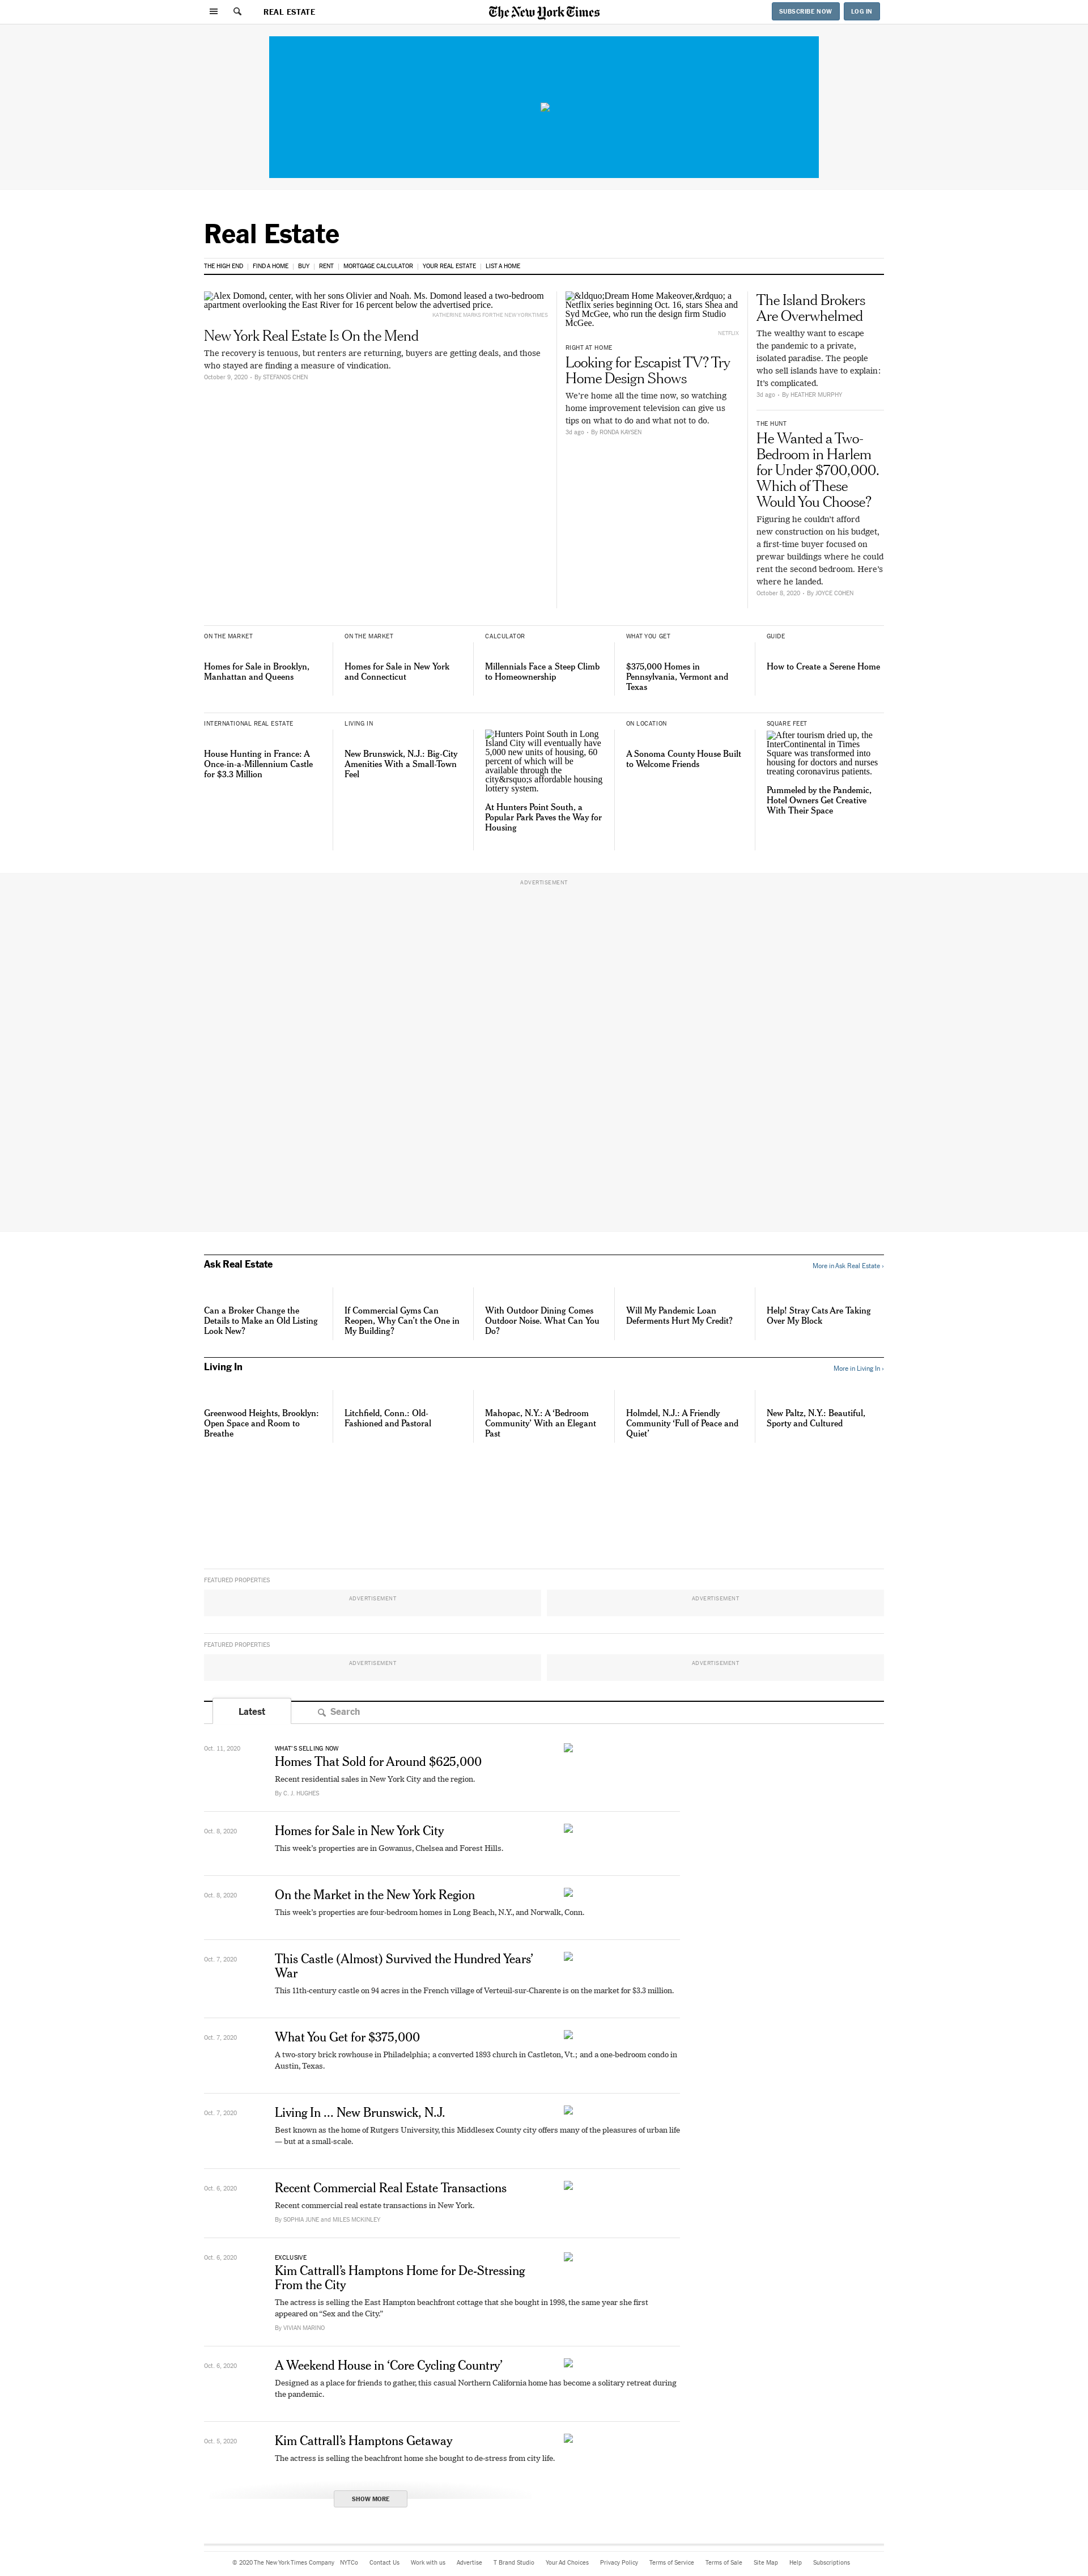 REAL ESTATE
The New York Times
SUBSCRIBE NOW
LOG IN
Real Estate
THE HIGH END | FIND A HOME | BUY | RENT | MORTGAGE CALCULATOR | YOUR REAL ESTATE | LIST A HOME
Alex Domond, center, with her sons Olivier and Noah. Ms. Domond leased a two-bedroom
apartment overlooking the East River for 16 percent below the advertised price.
KATHERINE MARKS FOR THE NEW YORK TIMES
New York Real Estate Is On the Mend
The recovery is tenuous, but renters are returning, buyers are getting deals, and those
who stayed are finding a measure of vindication.
October 9, 2020 • By STEFANOS CHEN
&ldquo;Dream Home Makeover,&rdquo; a
Netflix series beginning Oct. 16, stars Shea and
Syd McGee, who run the design firm Studio
McGee.
NETFLIX
RIGHT AT HOME
Looking for Escapist TV? Try
Home Design Shows
We're home all the time now, so watching
home improvement television can give us
tips on what to do and what not to do.
3d ago • By RONDA KAYSEN
The Island Brokers
Are Overwhelmed
The wealthy want to escape
the pandemic to a private,
isolated paradise. The people
who sell islands have to explain:
It's complicated.
3d ago • By HEATHER MURPHY
THE HUNT
He Wanted a Two-
Bedroom in Harlem
for Under $700,000.
Which of These
Would You Choose?
Figuring he couldn't afford
new construction on his budget,
a first-time buyer focused on
prewar buildings where he could
rent the second bedroom. Here's
where he landed.
October 8, 2020 • By JOYCE COHEN
ON THE MARKET
Homes for Sale in Brooklyn,
Manhattan and Queens
ON THE MARKET
Homes for Sale in New York
and Connecticut
CALCULATOR
Millennials Face a Steep Climb
to Homeownership
WHAT YOU GET
$375,000 Homes in
Pennsylvania, Vermont and
Texas
GUIDE
How to Create a Serene Home
INTERNATIONAL REAL ESTATE
House Hunting in France: A
Once-in-a-Millennium Castle
for $3.3 Million
LIVING IN
New Brunswick, N.J.: Big-City
Amenities With a Small-Town
Feel
Hunters Point South in Long
Island City will eventually have
5,000 new units of housing, 60
percent of which will be
available through the
city&rsquo;s affordable housing
lottery system.
At Hunters Point South, a
Popular Park Paves the Way for
Housing
ON LOCATION
A Sonoma County House Built
to Welcome Friends
SQUARE FEET
After tourism dried up, the
InterContinental in Times
Square was transformed into
housing for doctors and nurses
treating coronavirus patients.
Pummeled by the Pandemic,
Hotel Owners Get Creative
With Their Space
ADVERTISEMENT
Ask Real Estate
More in Ask Real Estate ›
Can a Broker Change the
Details to Make an Old Listing
Look New?
If Commercial Gyms Can
Reopen, Why Can't the One in
My Building?
With Outdoor Dining Comes
Outdoor Noise. What Can You
Do?
Will My Pandemic Loan
Deferments Hurt My Credit?
Help! Stray Cats Are Taking
Over My Block
Living In
More in Living In ›
Greenwood Heights, Brooklyn:
Open Space and Room to
Breathe
Litchfield, Conn.: Old-
Fashioned and Pastoral
Mahopac, N.Y.: A ‘Bedroom
Community’ With an Elegant
Past
Holmdel, N.J.: A Friendly
Community ‘Full of Peace and
Quiet’
New Paltz, N.Y.: Beautiful,
Sporty and Cultured
FEATURED PROPERTIES
ADVERTISEMENT
ADVERTISEMENT
FEATURED PROPERTIES
ADVERTISEMENT
ADVERTISEMENT
Latest
Search
Oct. 11, 2020
WHAT'S SELLING NOW
Homes That Sold for Around $625,000
Recent residential sales in New York City and the region.
By C. J. HUGHES
Oct. 8, 2020
Homes for Sale in New York City
This week's properties are in Gowanus, Chelsea and Forest Hills.
Oct. 8, 2020
On the Market in the New York Region
This week's properties are four-bedroom homes in Long Beach, N.Y., and Norwalk, Conn.
Oct. 7, 2020
This Castle (Almost) Survived the Hundred Years’
War
This 11th-century castle on 94 acres in the French village of Verteuil-sur-Charente is on the market for $3.3 million.
Oct. 7, 2020
What You Get for $375,000
A two-story brick rowhouse in Philadelphia; a converted 1893 church in Castleton, Vt.; and a one-bedroom condo in
Austin, Texas.
Oct. 7, 2020
Living In ... New Brunswick, N.J.
Best known as the home of Rutgers University, this Middlesex County city offers many of the pleasures of urban life
— but at a small-scale.
Oct. 6, 2020
Recent Commercial Real Estate Transactions
Recent commercial real estate transactions in New York.
By SOPHIA JUNE and MILES MCKINLEY
Oct. 6, 2020
EXCLUSIVE
Kim Cattrall’s Hamptons Home for De-Stressing
From the City
The actress is selling the East Hampton beachfront cottage that she bought in 1998, the same year she first
appeared on “Sex and the City.”
By VIVIAN MARINO
Oct. 6, 2020
A Weekend House in ‘Core Cycling Country’
Designed as a place for friends to gather, this casual Northern California home has become a solitary retreat during
the pandemic.
Oct. 5, 2020
Kim Cattrall’s Hamptons Getaway
The actress is selling the beachfront home she bought to de-stress from city life.
SHOW MORE
© 2020 The New York Times Company NYTCo Contact Us Work with us Advertise T Brand Studio Your Ad Choices Privacy Policy Terms of Service Terms of Sale Site Map Help Subscriptions